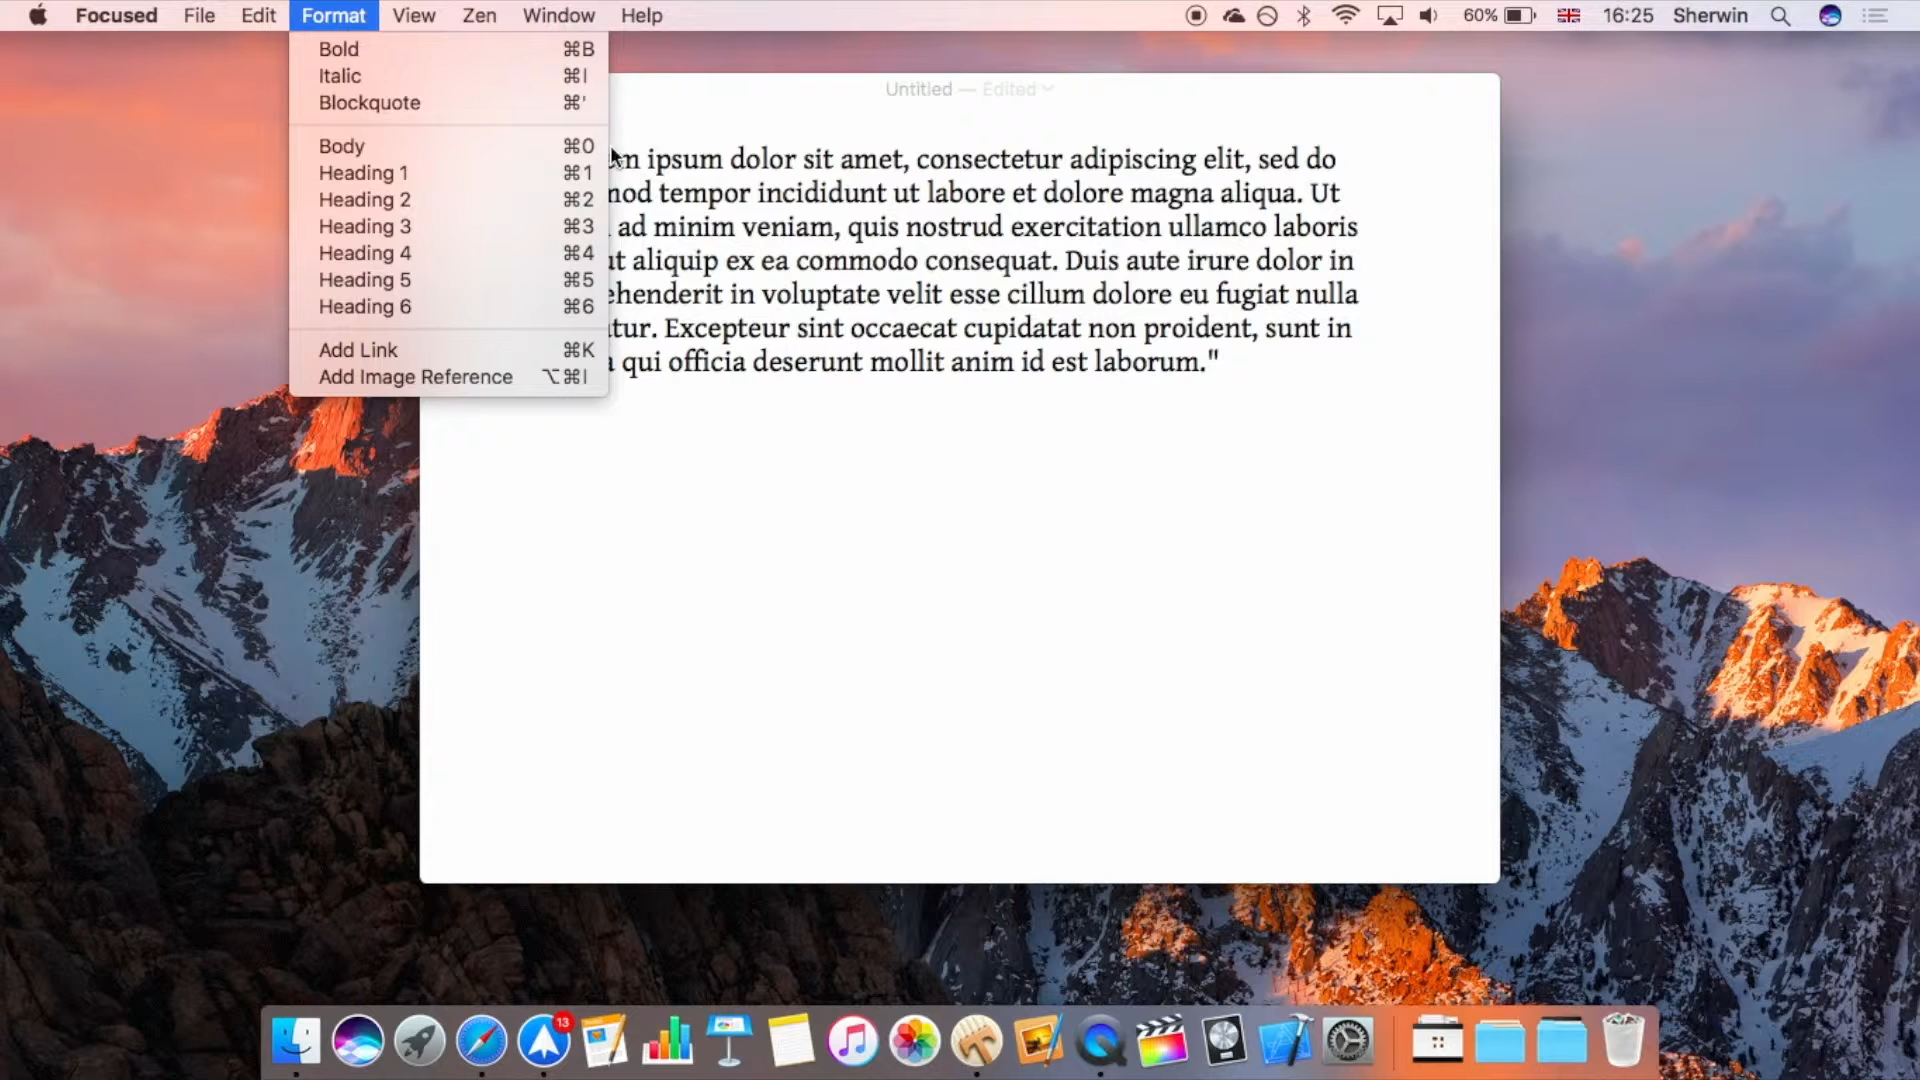 Focused File Edit Format View Zen Window Help 60% 16:25 Sherwin
Bold ⌘B
Italic ⌘I
Blockquote ⌘'
Body ⌘0
Heading 1 ⌘1
Heading 2 ⌘2
Heading 3 ⌘3
Heading 4 ⌘4
Heading 5 ⌘5
Heading 6 ⌘6
Add Link ⌘K
Add Image Reference ⌥⌘I
Untitled — Edited
m ipsum dolor sit amet, consectetur adipiscing elit, sed do
mod tempor incididunt ut labore et dolore magna aliqua. Ut
ad minim veniam, quis nostrud exercitation ullamco laboris
ut aliquip ex ea commodo consequat. Duis aute irure dolor in
ehenderit in voluptate velit esse cillum dolore eu fugiat nulla
tur. Excepteur sint occaecat cupidatat non proident, sunt in
qui officia deserunt mollit anim id est laborum."
13